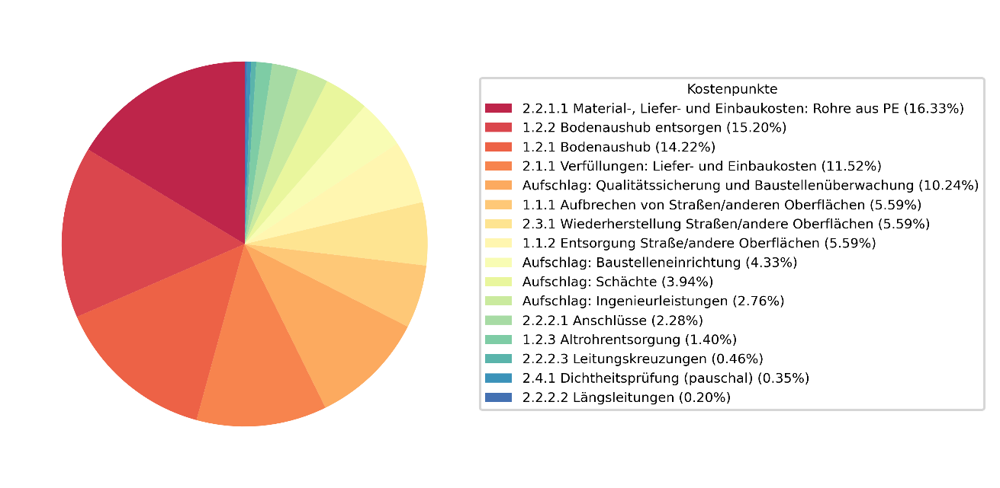 Kostenpunkte
2.2.1.1 Material-, Liefer- und Einbaukosten: Rohre aus PE (16.33%)
1.2.2 Bodenaushub entsorgen (15.20%)
1.2.1 Bodenaushub (14.22%)
2.1.1 Verfüllungen: Liefer- und Einbaukosten (11.52%)
Aufschlag: Qualitätssicherung und Baustellenüberwachung (10.24%)
1.1.1 Aufbrechen von Straßen/anderen Oberflächen (5.59%)
2.3.1 Wiederherstellung Straßen/andere Oberflächen (5.59%)
1.1.2 Entsorgung Straße/andere Oberflächen (5.59%)
Aufschlag: Baustelleneinrichtung (4.33%)
Aufschlag: Schächte (3.94%)
Aufschlag: Ingenieurleistungen (2.76%)
2.2.2.1 Anschlüsse (2.28%)
1.2.3 Altrohrentsorgung (1.40%)
2.2.2.3 Leitungskreuzungen (0.46%)
2.4.1 Dichtheitsprüfung (pauschal) (0.35%)
2.2.2.2 Längsleitungen (0.20%)